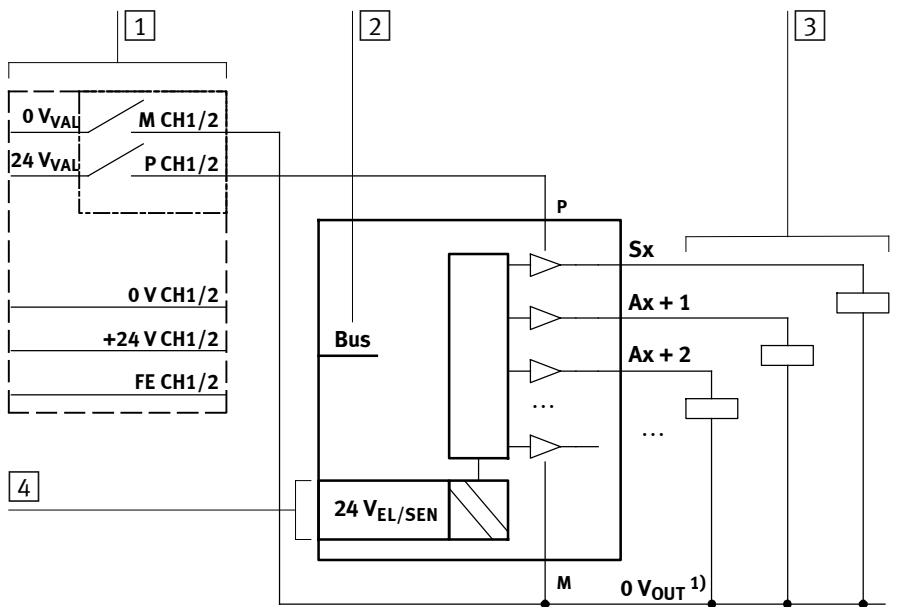 1
2
3
0 VVAL
M CH1/2
24 VVAL
P CH1/2
P
Sx
0 V CH1/2
Ax + 1
+24 V CH1/2
Bus
Ax + 2
FE CH1/2
...
...
4
24 VEL/SEN
M
0 VOUT 1)